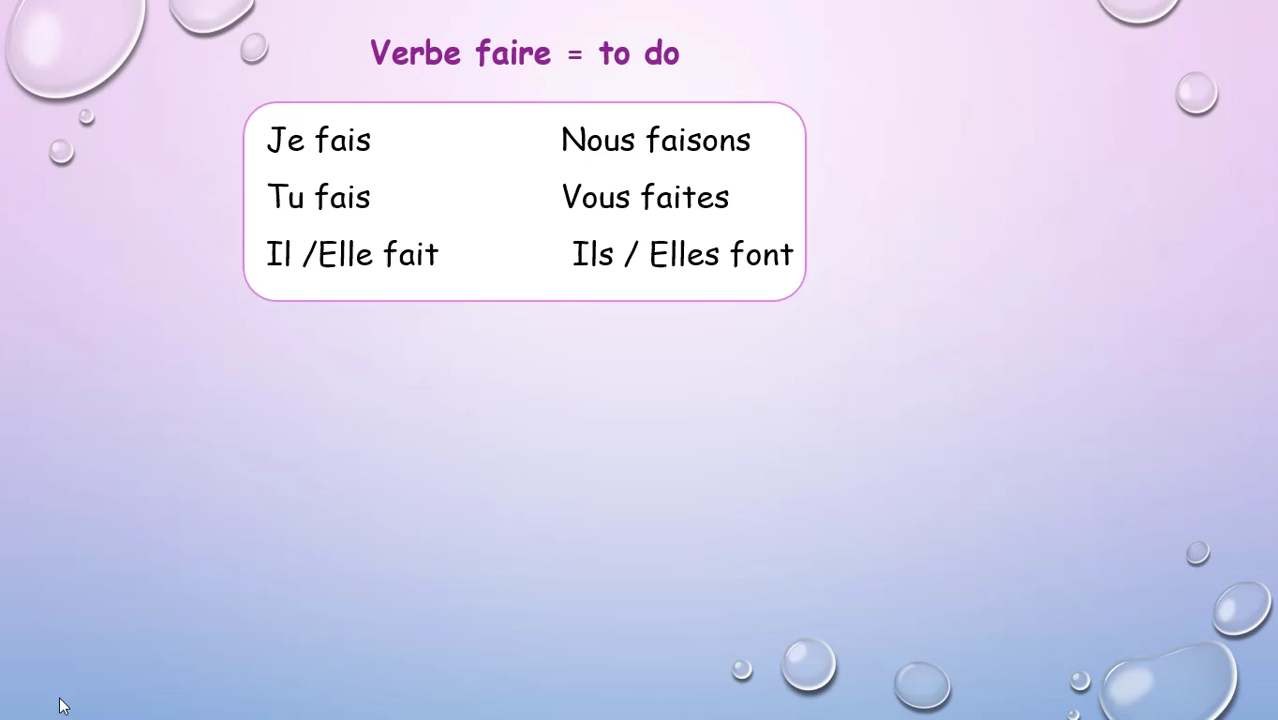 Verbe faire = to do
Je fais Nous faisons
Tu fais Vous faites
Il /Elle fait Ils / Elles font